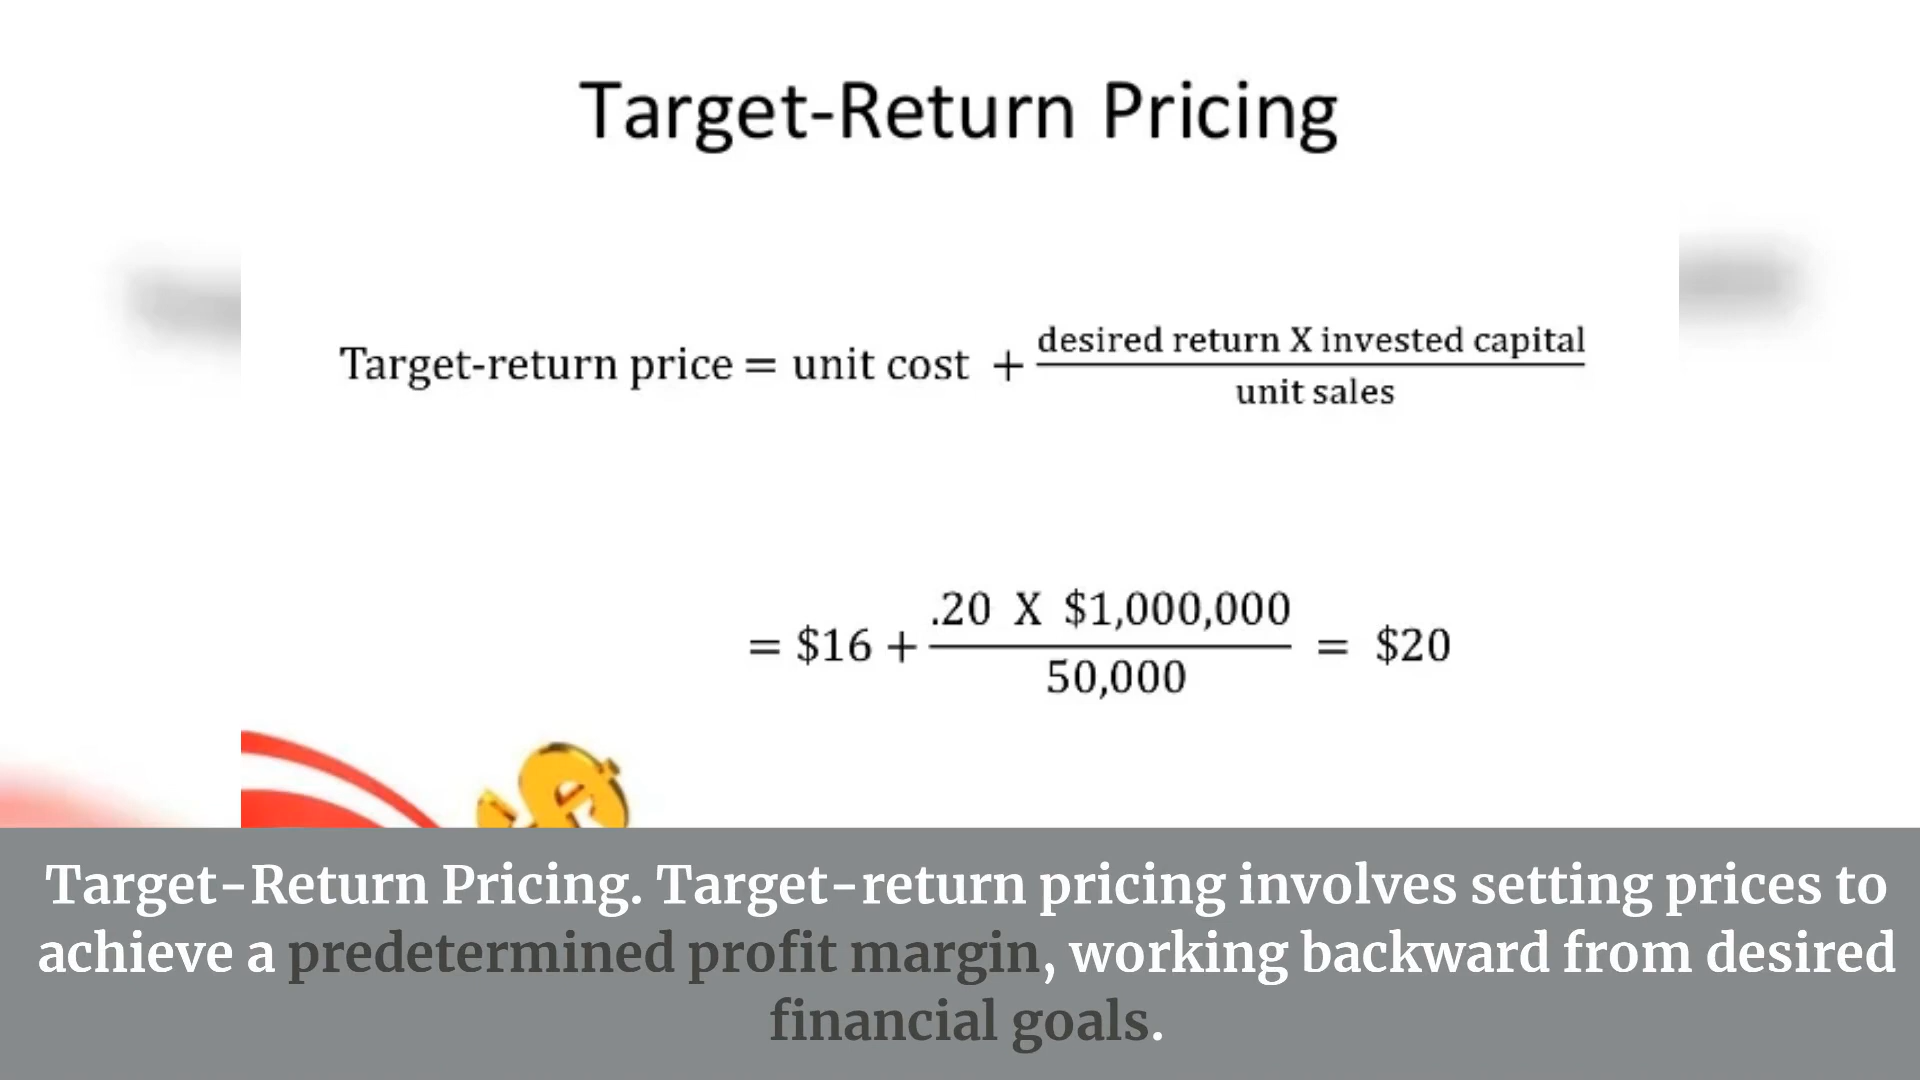 Target-Return Pricing
desired return X invested capital
Target-return price = unit cost +
unit sales
.20 X $1,000,000
= $16 + = $20
50,000
Target-Return Pricing. Target-return pricing involves setting prices to
achieve a predetermined profit margin, working backward from desired
financial goals.